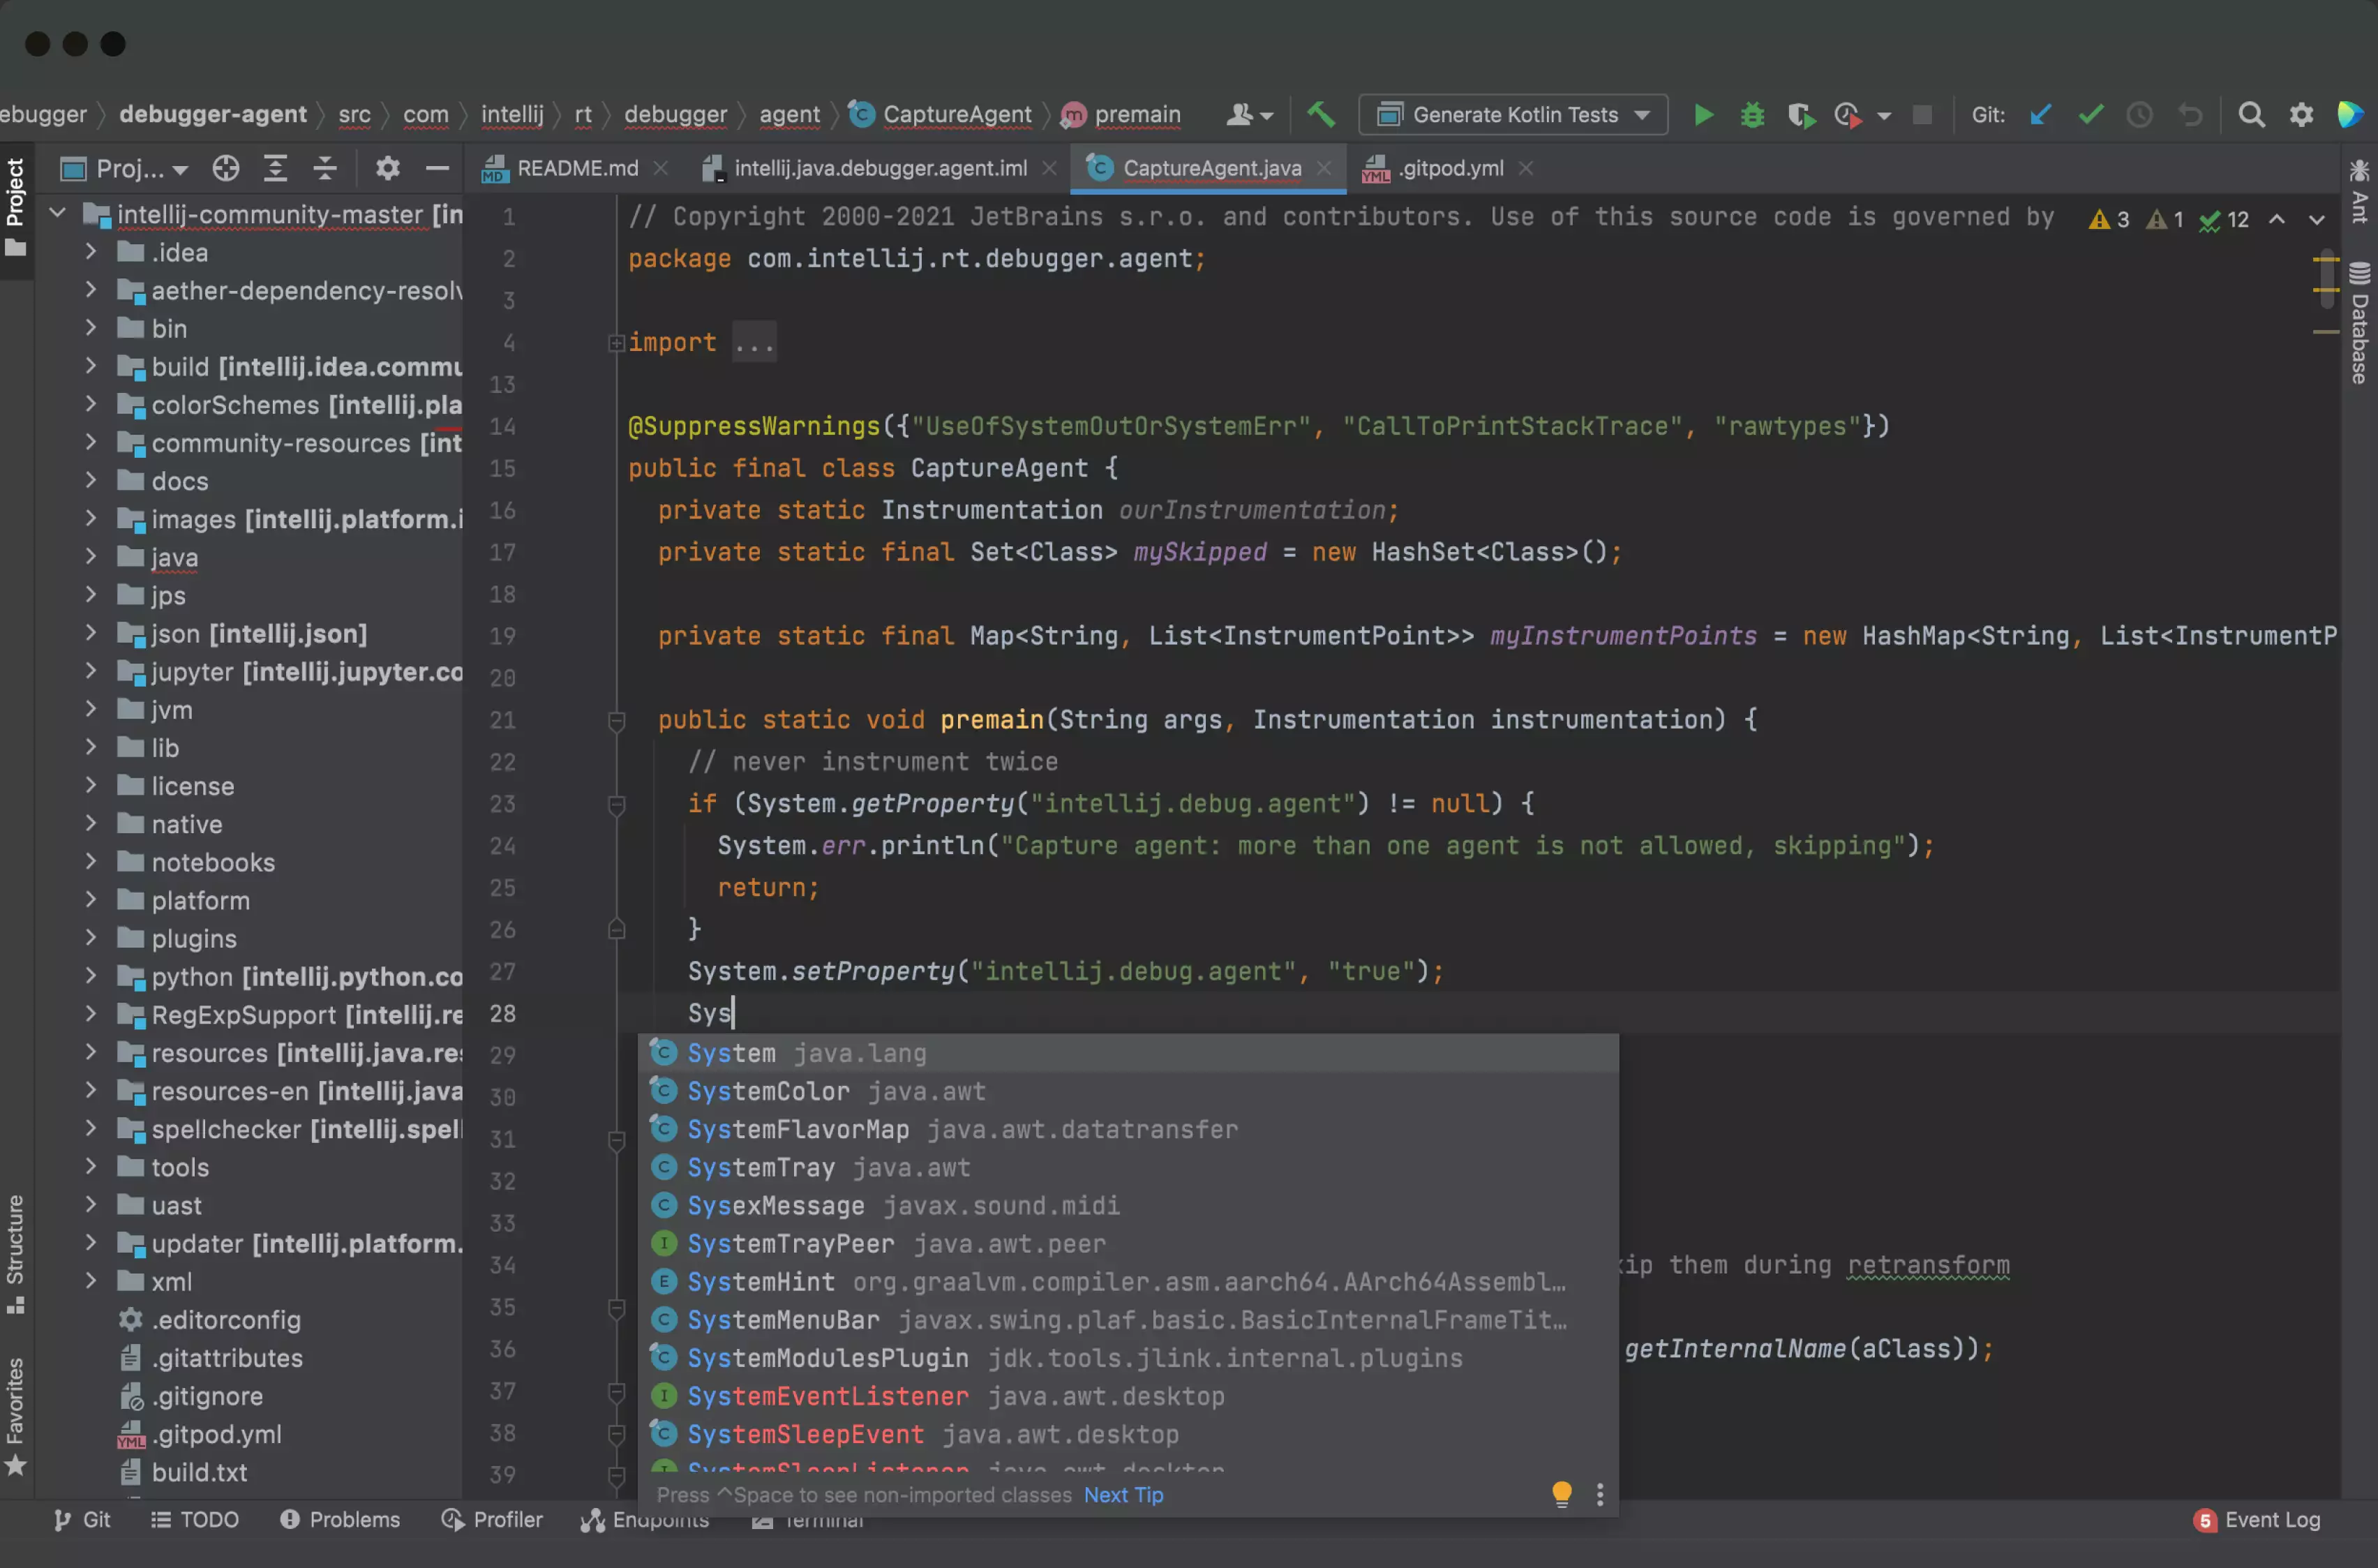 ebugger debugger-agent src com intellij rt debugger agent CaptureAgent premain Generate Kotlin Tests Git:
Project
Proj...
README.md intellij.java.debugger.agent.iml CaptureAgent.java .gitpod.yml
Ant
Database
intellij-community-master [in
.idea
aether-dependency-resolv
bin
build [intellij.idea.commu
colorSchemes [intellij.pla
community-resources [int
docs
images [intellij.platform.i
java
jps
json [intellij.json]
jupyter [intellij.jupyter.co
jvm
lib
license
native
notebooks
platform
plugins
python [intellij.python.co
RegExpSupport [intellij.re
resources [intellij.java.res
resources-en [intellij.java
spellchecker [intellij.spell
tools
uast
updater [intellij.platform.
xml
.editorconfig
.gitattributes
.gitignore
.gitpod.yml
build.txt
Structure
Favorites
1 // Copyright 2000-2021 JetBrains s.r.o. and contributors. Use of this source code is governed by 3 1 12
2 package com.intellij.rt.debugger.agent;
3
4 import ...
13
14 @SuppressWarnings({"UseOfSystemOutOrSystemErr", "CallToPrintStackTrace", "rawtypes"})
15 public final class CaptureAgent {
16 private static Instrumentation ourInstrumentation;
17 private static final Set<Class> mySkipped = new HashSet<Class>();
18
19 private static final Map<String, List<InstrumentPoint>> myInstrumentPoints = new HashMap<String, List<InstrumentP
20
21 public static void premain(String args, Instrumentation instrumentation) {
22 // never instrument twice
23 if (System.getProperty("intellij.debug.agent") != null) {
24 System.err.println("Capture agent: more than one agent is not allowed, skipping");
25 return;
26 }
27 System.setProperty("intellij.debug.agent", "true");
28 Sys
29
30
31
32
33
34 kip them during retransform
35
36 getInternalName(aClass));
37
38
39
System java.lang
SystemColor java.awt
SystemFlavorMap java.awt.datatransfer
SystemTray java.awt
SysexMessage javax.sound.midi
SystemTrayPeer java.awt.peer
SystemHint org.graalvm.compiler.asm.aarch64.AArch64Assembl...
SystemMenuBar javax.swing.plaf.basic.BasicInternalFrameTit...
SystemModulesPlugin jdk.tools.jlink.internal.plugins
SystemEventListener java.awt.desktop
SystemSleepEvent java.awt.desktop
SystemSleepListener java.awt.desktop
Press ^Space to see non-imported classes Next Tip
Git TODO Problems Profiler Endpoints Terminal 5 Event Log